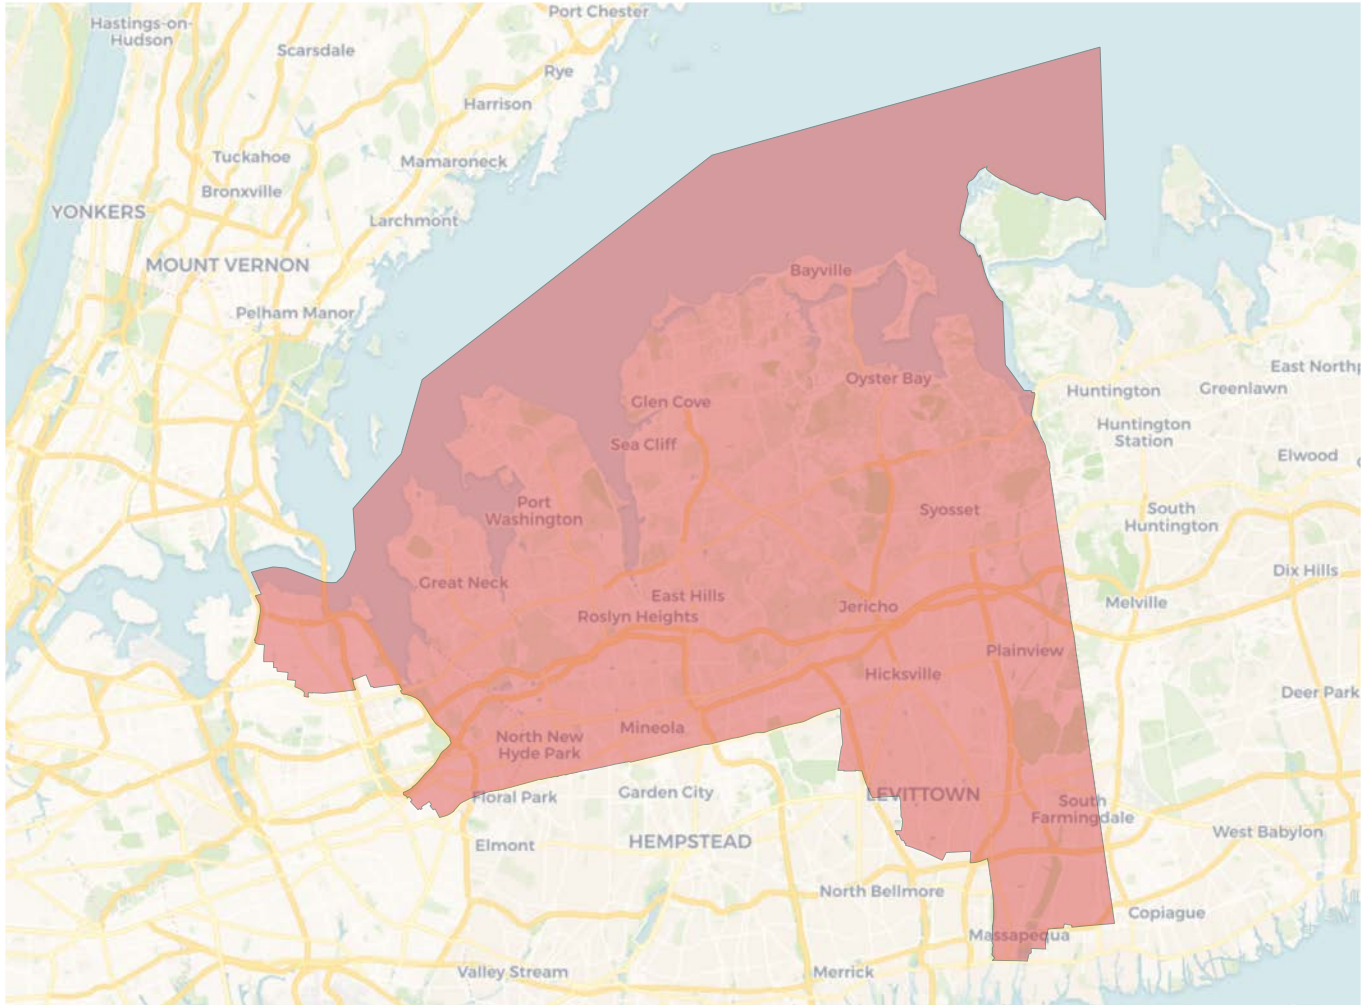 Hastings-on-
Hudson
Port Chester
Scarsdale
Rye
Harrison
Tuckahoe
Mamaroneck
Bronxville
YONKERS
Larchmont
MOUNT VERNON
Bayville
Pelham Manor
East Northp
Oyster Bay
Huntington
Greenlawn
Glen Cove
Huntington
Station
Sea Cliff
Elwood
Port
Washington
Syosset
South
Huntington
Great Neck
Dix Hills
East Hills
Roslyn Heights
Jericho
Melville
Plainview
Hicksville
Deer Park
Mineola
North New
Hyde Park
Floral Park
Garden City
LEVITTOWN
South
Farmingdale
HEMPSTEAD
West Babylon
Elmont
North Bellmore
Copiague
Massapequa
Valley Stream
Merrick